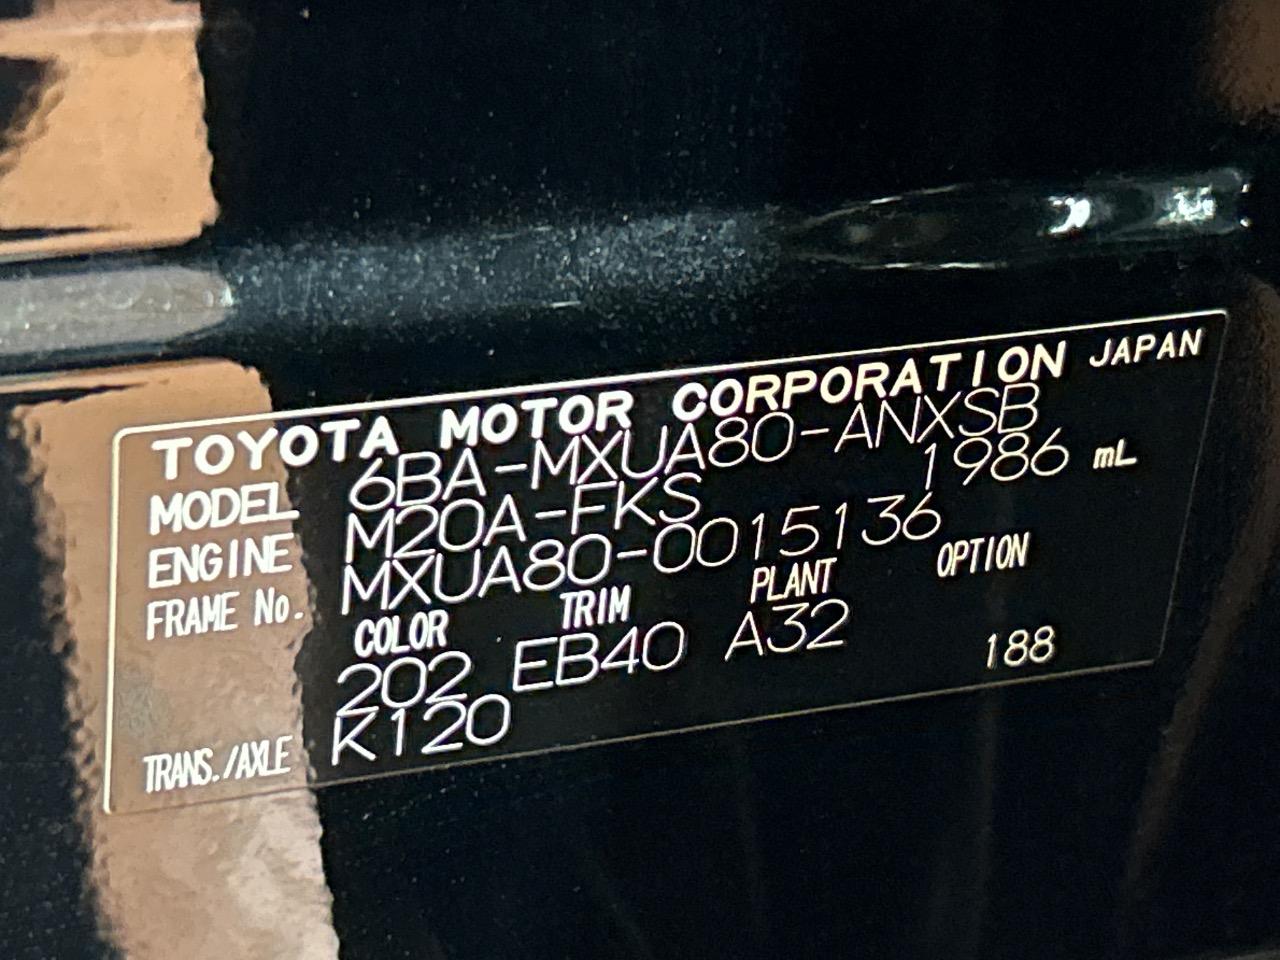 TOYOTA MOTOR CORPORATION JAPAN
MODEL 6BA-MXUA80-ANXSB
ENGINE M20A-FKS 1986 mL
FRAME No. MXUA80-0015136
COLOR TRIM PLANT OPTION
202 EB40 A32 188
TRANS./AXLE K120